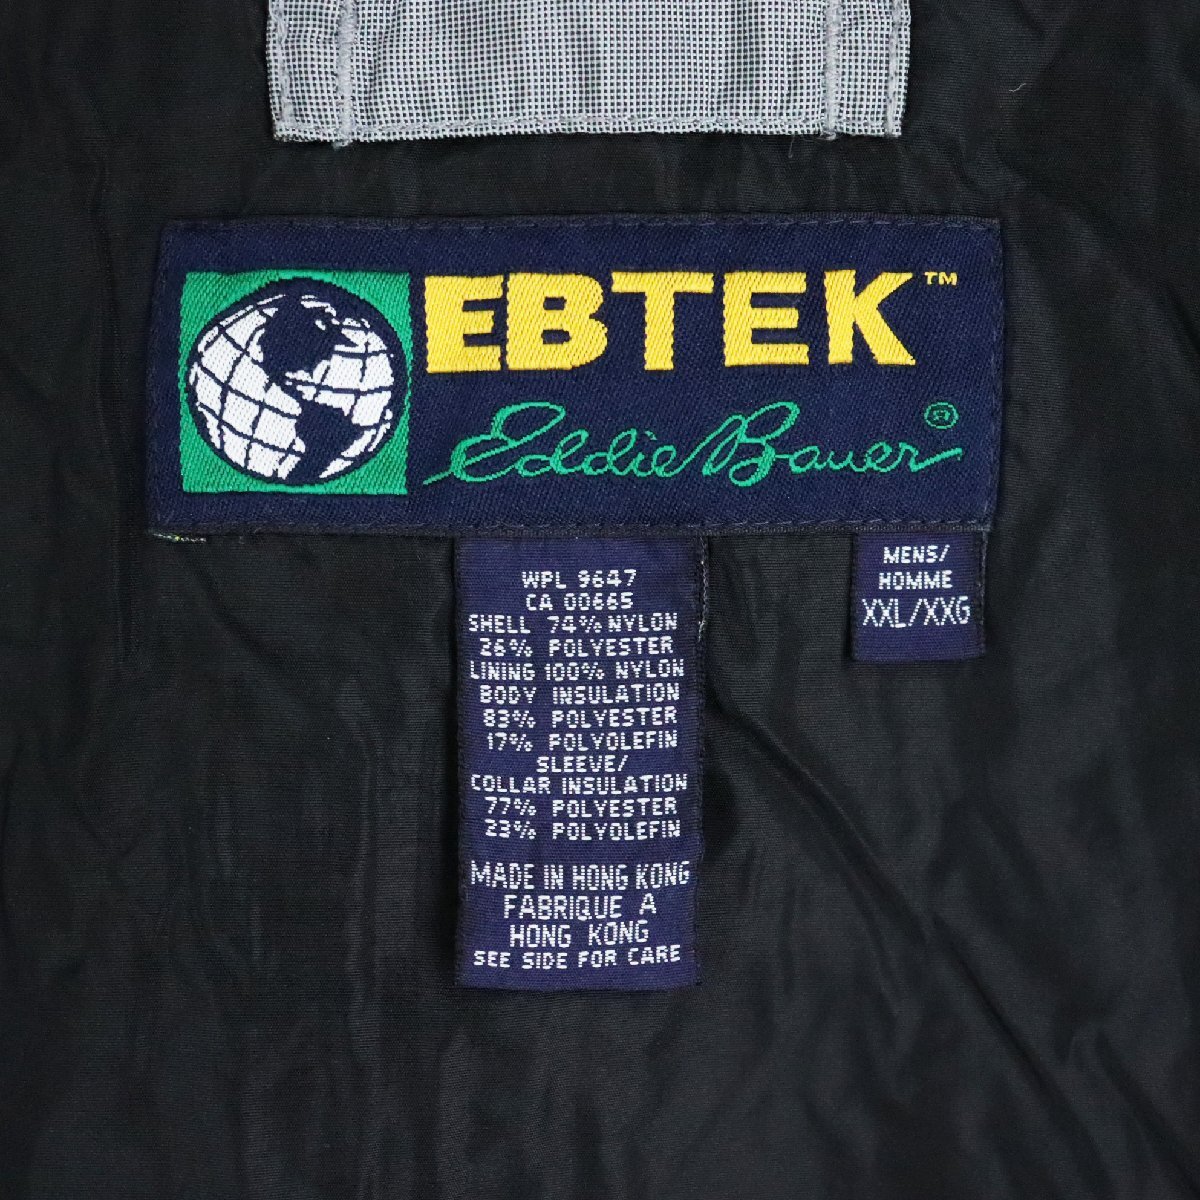 EBTEK™
Eddie Bauer®
WPL 9647
CA 00665
SHELL 74% NYLON
26% POLYESTER
LINING 100% NYLON
BODY INSULATION
83% POLYESTER
17% POLYOLEFIN
SLEEVE/
COLLAR INSULATION
77% POLYESTER
23% POLYOLEFIN
MADE IN HONG KONG
FABRIQUE A
HONG KONG
SEE SIDE FOR CARE
MENS/
HOMME
XXL/XXG